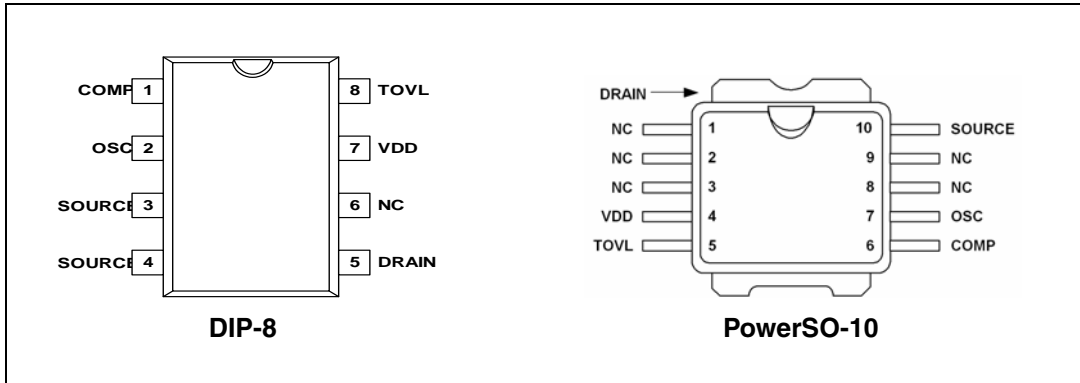 COMP 1
8 TOVL
OSC 2
7 VDD
SOURCE 3
6 NC
SOURCE 4
5 DRAIN
DIP-8
DRAIN
NC 1
10 SOURCE
NC 2
9 NC
NC 3
8 NC
VDD 4
7 OSC
TOVL 5
6 COMP
PowerSO-10